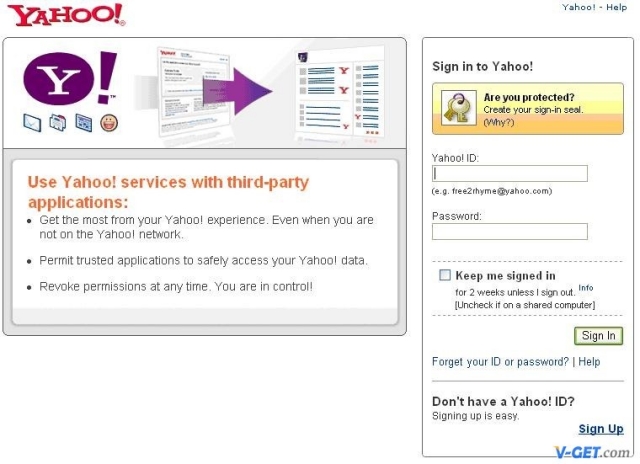 YAHOO!
Yahoo! - Help
Y!™
Use Yahoo! services with third-party
applications:
• Get the most from your Yahoo! experience. Even when you are
not on the Yahoo! network.
• Permit trusted applications to safely access your Yahoo! data.
• Revoke permissions at any time. You are in control!
Sign in to Yahoo!
Are you protected?
Create your sign-in seal.
(Why?)
Yahoo! ID:
(e.g. free2rhyme@yahoo.com)
Password:
Keep me signed in
for 2 weeks unless I sign out. Info
[Uncheck if on a shared computer]
Sign In
Forget your ID or password? | Help
Don't have a Yahoo! ID?
Signing up is easy.
Sign Up
V-GET.com